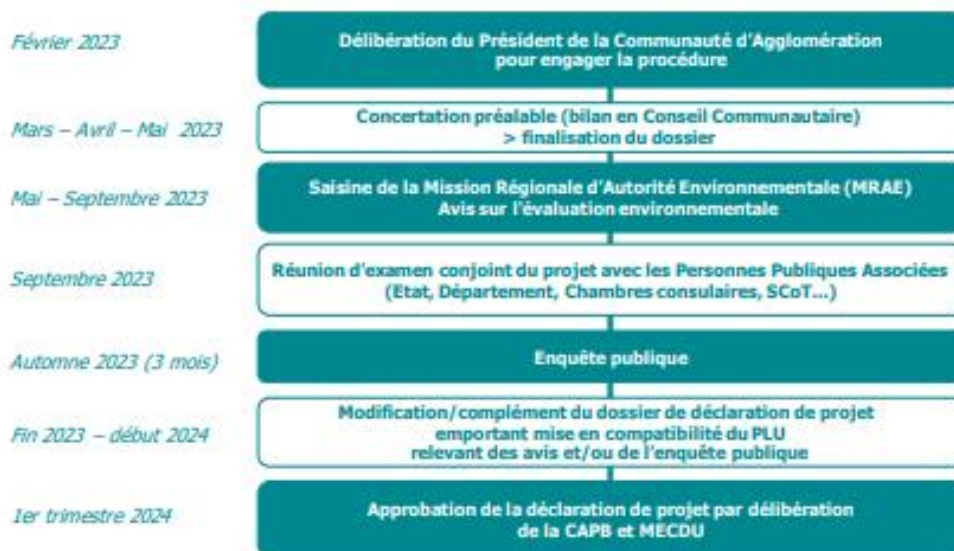 Février 2023
Délibération du Président de la Communauté d'Agglomération
pour engager la procédure
Mars – Avril – Mai 2023
Concertation préalable (bilan en Conseil Communautaire)
> finalisation du dossier
Mai – Septembre 2023
Saisine de la Mission Régionale d'Autorité Environnementale (MRAE)
Avis sur l'évaluation environnementale
Septembre 2023
Réunion d'examen conjoint du projet avec les Personnes Publiques Associées
(Etat, Département, Chambres consulaires, SCoT...)
Automne 2023 (3 mois)
Enquête publique
Fin 2023 – début 2024
Modification/complément du dossier de déclaration de projet
emportant mise en compatibilité du PLU
relevant des avis et/ou de l'enquête publique
1er trimestre 2024
Approbation de la déclaration de projet par délibération
de la CAPB et MECDU